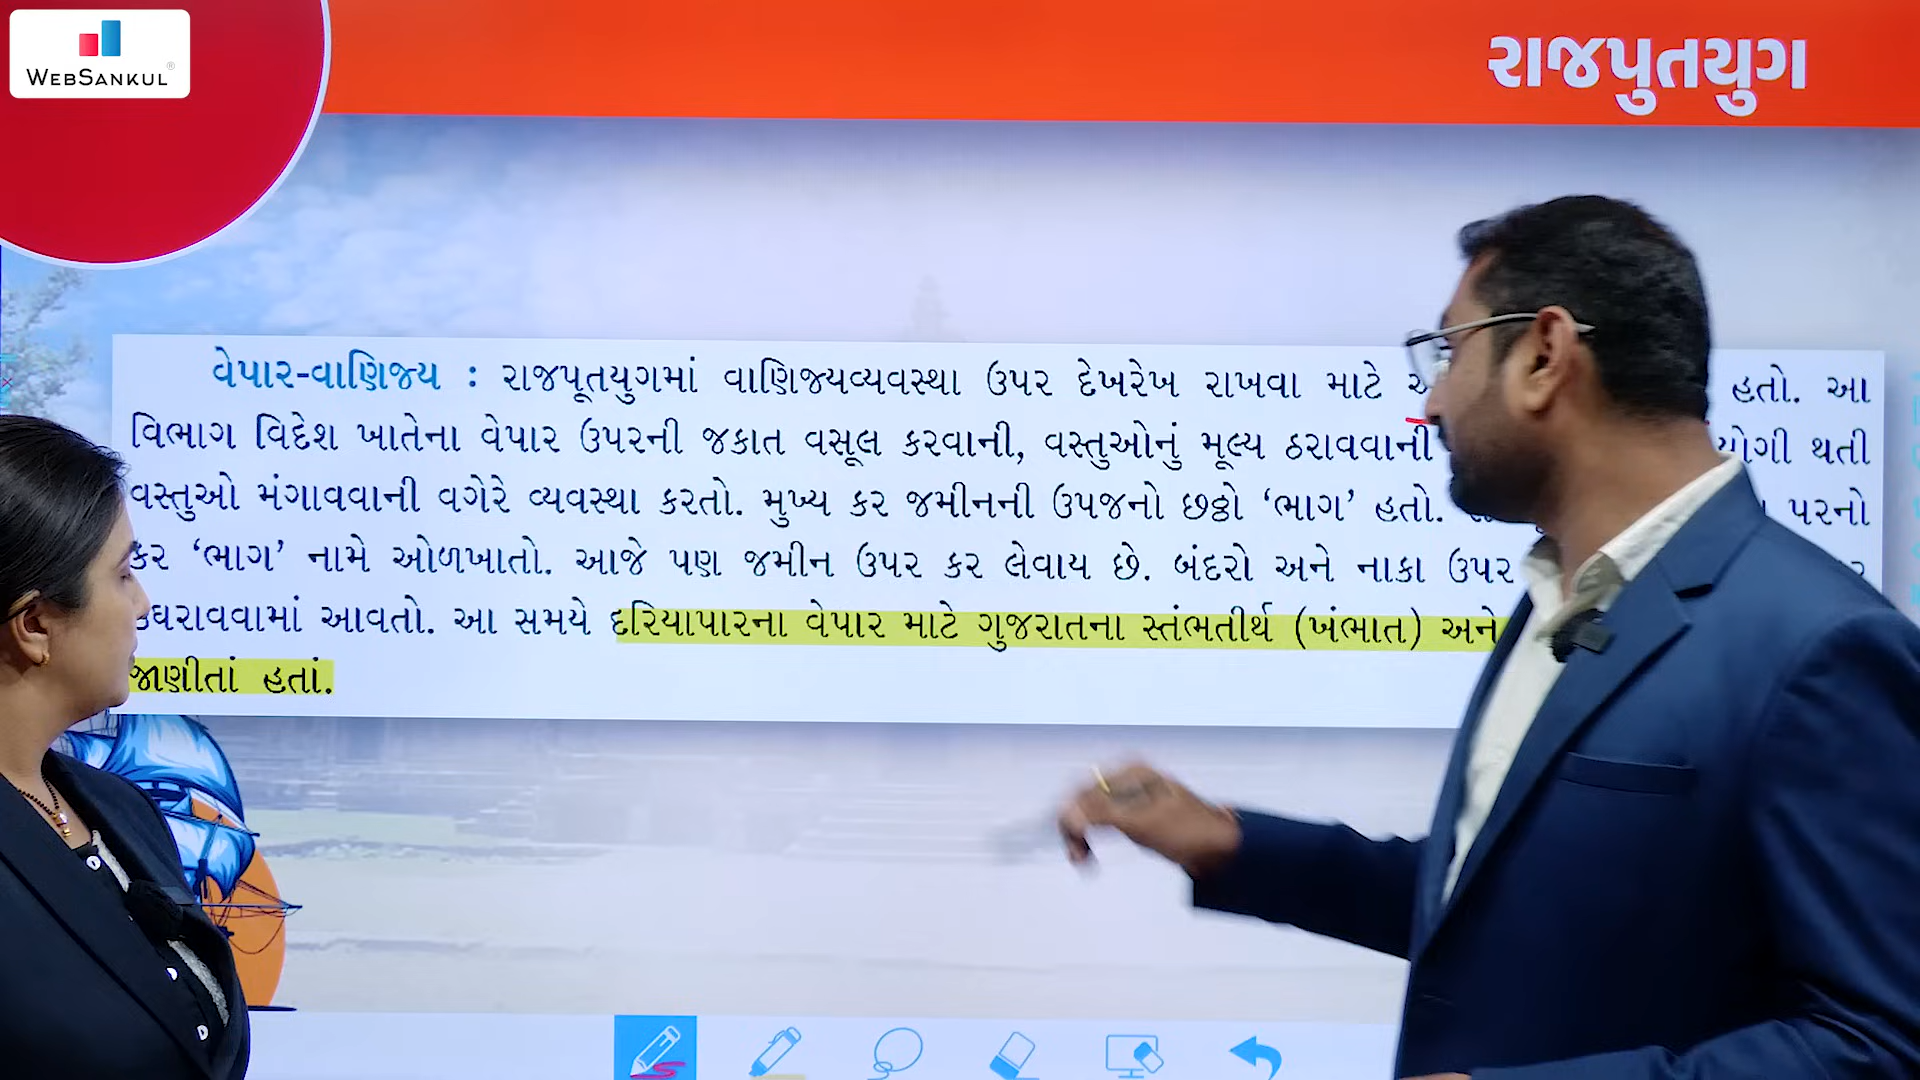 WEBSANKUL
રાજપુતયુગ
વેપાર-વાણિજ્ય : રાજપૂતયુગમાં વાણિજ્યવ્યવસ્થા ઉપર દેખરેખ રાખવા માટે હતો. આ
વિભાગ વિદેશ ખાતેના વેપાર ઉપરની જકાત વસૂલ કરવાની, વસ્તુઓનું મૂલ્ય ઠરાવવાની થતી
વસ્તુઓ મંગાવવાની વગેરે વ્યવસ્થા કરતો. મુખ્ય કર જમીનની ઉપજનો છઠ્ઠો ‘ભાગ’ હતો. પરનો
કર ‘ભાગ’ નામે ઓળખાતો. આજે પણ જમીન ઉપર કર લેવાય છે. બંદરો અને નાકા ઉપર
આવતો. આ સમયે દરિયાપારના વેપાર માટે ગુજરાતના સ્તંભતીર્થ (ખંભાત) અને
જાણીતાં હતાં.